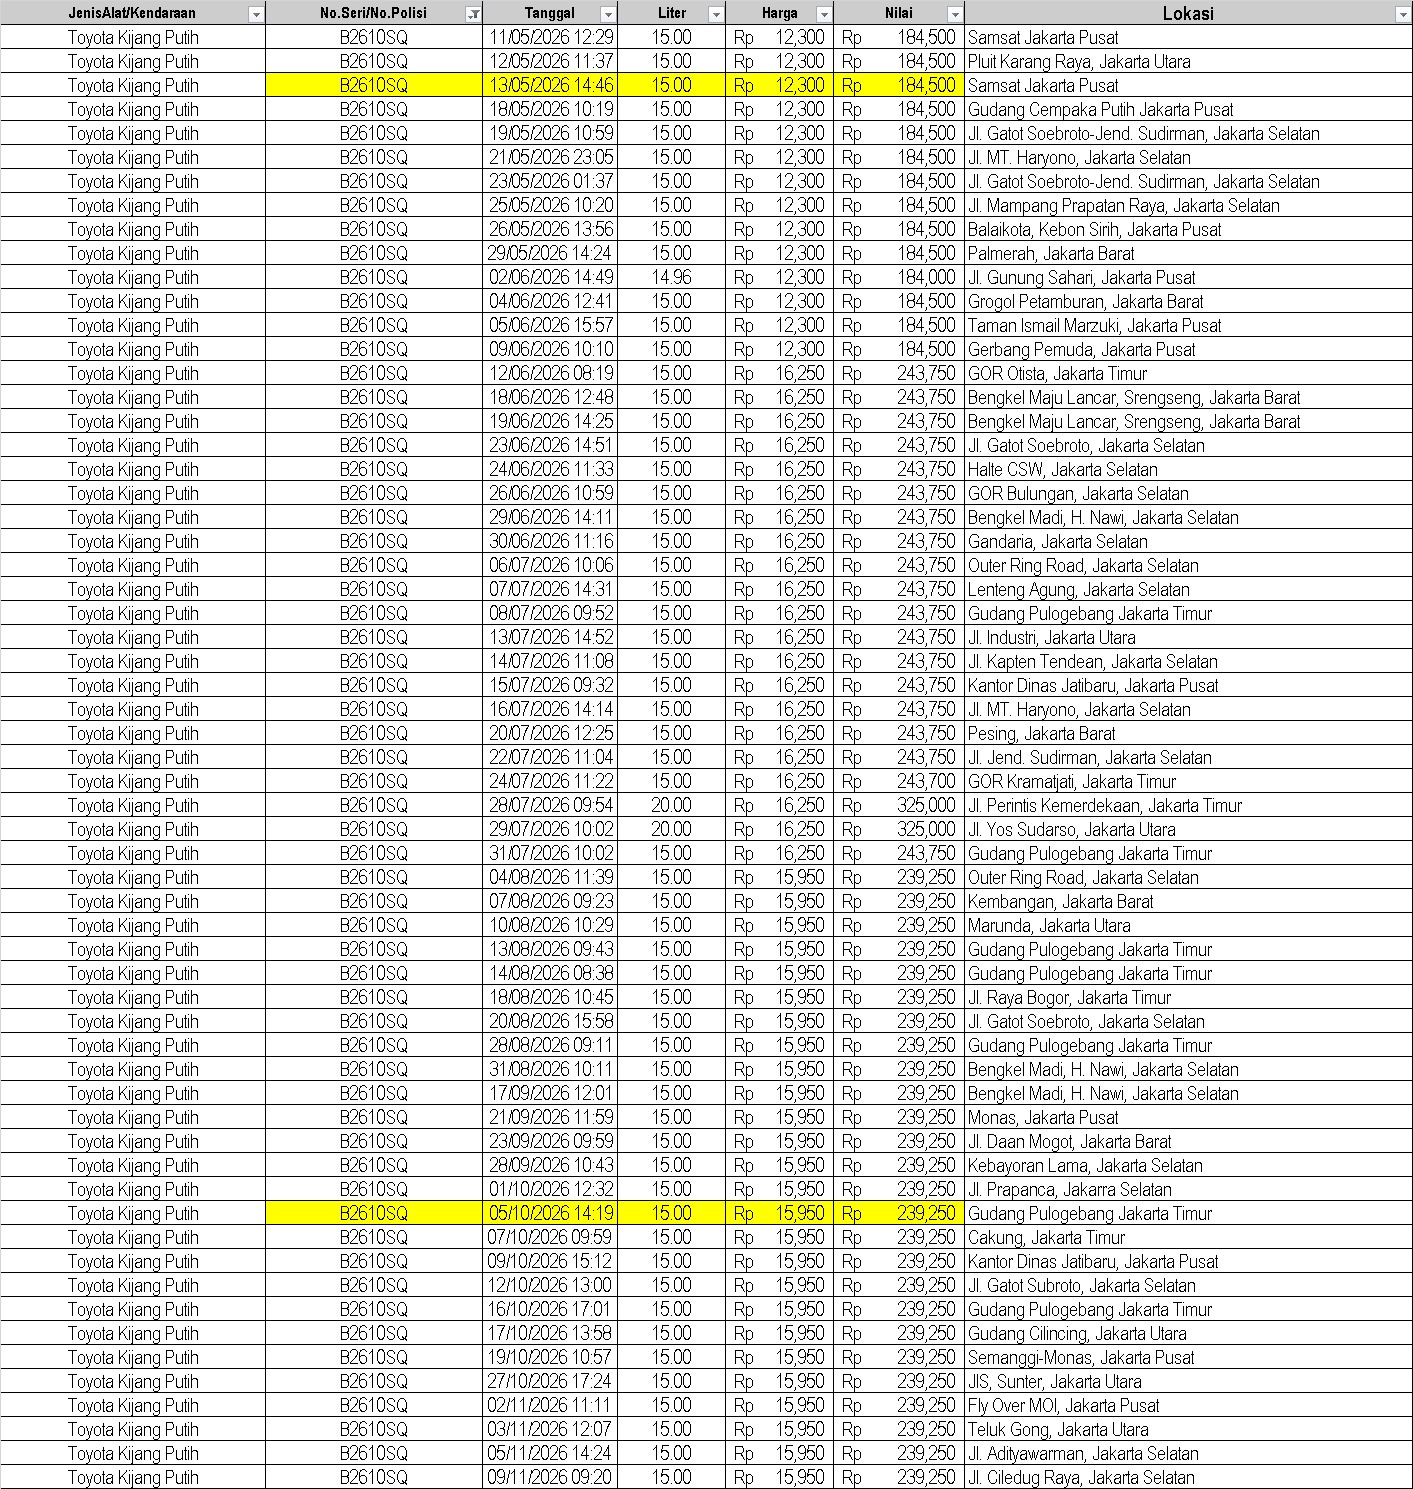 JenisAlat/Kendaraan No.Seri/No.Polisi Tanggal Liter Harga Nilai Lokasi
Toyota Kijang Putih B2610SQ 11/05/2026 12:29 15.00 Rp 12,300 Rp 184,500 Samsat Jakarta Pusat
Toyota Kijang Putih B2610SQ 12/05/2026 11:37 15.00 Rp 12,300 Rp 184,500 Pluit Karang Raya, Jakarta Utara
Toyota Kijang Putih B2610SQ 13/05/2026 14:46 15.00 Rp 12,300 Rp 184,500 Samsat Jakarta Pusat
Toyota Kijang Putih B2610SQ 18/05/2026 10:19 15.00 Rp 12,300 Rp 184,500 Gudang Cempaka Putih Jakarta Pusat
Toyota Kijang Putih B2610SQ 19/05/2026 10:59 15.00 Rp 12,300 Rp 184,500 Jl. Gatot Soebroto-Jend. Sudirman, Jakarta Selatan
Toyota Kijang Putih B2610SQ 21/05/2026 23:05 15.00 Rp 12,300 Rp 184,500 Jl. MT. Haryono, Jakarta Selatan
Toyota Kijang Putih B2610SQ 23/05/2026 01:37 15.00 Rp 12,300 Rp 184,500 Jl. Gatot Soebroto-Jend. Sudirman, Jakarta Selatan
Toyota Kijang Putih B2610SQ 25/05/2026 10:20 15.00 Rp 12,300 Rp 184,500 Jl. Mampang Prapatan Raya, Jakarta Selatan
Toyota Kijang Putih B2610SQ 26/05/2026 13:56 15.00 Rp 12,300 Rp 184,500 Balaikota, Kebon Sirih, Jakarta Pusat
Toyota Kijang Putih B2610SQ 29/05/2026 14:24 15.00 Rp 12,300 Rp 184,500 Palmerah, Jakarta Barat
Toyota Kijang Putih B2610SQ 02/06/2026 14:49 14.96 Rp 12,300 Rp 184,000 Jl. Gunung Sahari, Jakarta Pusat
Toyota Kijang Putih B2610SQ 04/06/2026 12:41 15.00 Rp 12,300 Rp 184,500 Grogol Petamburan, Jakarta Barat
Toyota Kijang Putih B2610SQ 05/06/2026 15:57 15.00 Rp 12,300 Rp 184,500 Taman Ismail Marzuki, Jakarta Pusat
Toyota Kijang Putih B2610SQ 09/06/2026 10:10 15.00 Rp 12,300 Rp 184,500 Gerbang Pemuda, Jakarta Pusat
Toyota Kijang Putih B2610SQ 12/06/2026 08:19 15.00 Rp 16,250 Rp 243,750 GOR Otista, Jakarta Timur
Toyota Kijang Putih B2610SQ 18/06/2026 12:48 15.00 Rp 16,250 Rp 243,750 Bengkel Maju Lancar, Srengseng, Jakarta Barat
Toyota Kijang Putih B2610SQ 19/06/2026 14:25 15.00 Rp 16,250 Rp 243,750 Bengkel Maju Lancar, Srengseng, Jakarta Barat
Toyota Kijang Putih B2610SQ 23/06/2026 14:51 15.00 Rp 16,250 Rp 243,750 Jl. Gatot Soebroto, Jakarta Selatan
Toyota Kijang Putih B2610SQ 24/06/2026 11:33 15.00 Rp 16,250 Rp 243,750 Halte CSW, Jakarta Selatan
Toyota Kijang Putih B2610SQ 26/06/2026 10:59 15.00 Rp 16,250 Rp 243,750 GOR Bulungan, Jakarta Selatan
Toyota Kijang Putih B2610SQ 29/06/2026 14:11 15.00 Rp 16,250 Rp 243,750 Bengkel Madi, H. Nawi, Jakarta Selatan
Toyota Kijang Putih B2610SQ 30/06/2026 11:16 15.00 Rp 16,250 Rp 243,750 Gandaria, Jakarta Selatan
Toyota Kijang Putih B2610SQ 06/07/2026 10:06 15.00 Rp 16,250 Rp 243,750 Outer Ring Road, Jakarta Selatan
Toyota Kijang Putih B2610SQ 07/07/2026 14:31 15.00 Rp 16,250 Rp 243,750 Lenteng Agung, Jakarta Selatan
Toyota Kijang Putih B2610SQ 08/07/2026 09:52 15.00 Rp 16,250 Rp 243,750 Gudang Pulogebang Jakarta Timur
Toyota Kijang Putih B2610SQ 13/07/2026 14:52 15.00 Rp 16,250 Rp 243,750 Jl. Industri, Jakarta Utara
Toyota Kijang Putih B2610SQ 14/07/2026 11:08 15.00 Rp 16,250 Rp 243,750 Jl. Kapten Tendean, Jakarta Selatan
Toyota Kijang Putih B2610SQ 15/07/2026 09:32 15.00 Rp 16,250 Rp 243,750 Kantor Dinas Jatibaru, Jakarta Pusat
Toyota Kijang Putih B2610SQ 16/07/2026 14:14 15.00 Rp 16,250 Rp 243,750 Jl. MT. Haryono, Jakarta Selatan
Toyota Kijang Putih B2610SQ 20/07/2026 12:25 15.00 Rp 16,250 Rp 243,750 Pesing, Jakarta Barat
Toyota Kijang Putih B2610SQ 22/07/2026 11:04 15.00 Rp 16,250 Rp 243,750 Jl. Jend. Sudirman, Jakarta Selatan
Toyota Kijang Putih B2610SQ 24/07/2026 11:22 15.00 Rp 16,250 Rp 243,700 GOR Kramatjati, Jakarta Timur
Toyota Kijang Putih B2610SQ 28/07/2026 09:54 20.00 Rp 16,250 Rp 325,000 Jl. Perintis Kemerdekaan, Jakarta Timur
Toyota Kijang Putih B2610SQ 29/07/2026 10:02 20.00 Rp 16,250 Rp 325,000 Jl. Yos Sudarso, Jakarta Utara
Toyota Kijang Putih B2610SQ 31/07/2026 10:02 15.00 Rp 16,250 Rp 243,750 Gudang Pulogebang Jakarta Timur
Toyota Kijang Putih B2610SQ 04/08/2026 11:39 15.00 Rp 15,950 Rp 239,250 Outer Ring Road, Jakarta Selatan
Toyota Kijang Putih B2610SQ 07/08/2026 09:23 15.00 Rp 15,950 Rp 239,250 Kembangan, Jakarta Barat
Toyota Kijang Putih B2610SQ 10/08/2026 10:29 15.00 Rp 15,950 Rp 239,250 Marunda, Jakarta Utara
Toyota Kijang Putih B2610SQ 13/08/2026 09:43 15.00 Rp 15,950 Rp 239,250 Gudang Pulogebang Jakarta Timur
Toyota Kijang Putih B2610SQ 14/08/2026 08:38 15.00 Rp 15,950 Rp 239,250 Gudang Pulogebang Jakarta Timur
Toyota Kijang Putih B2610SQ 18/08/2026 10:45 15.00 Rp 15,950 Rp 239,250 Jl. Raya Bogor, Jakarta Timur
Toyota Kijang Putih B2610SQ 20/08/2026 15:58 15.00 Rp 15,950 Rp 239,250 Jl. Gatot Soebroto, Jakarta Selatan
Toyota Kijang Putih B2610SQ 28/08/2026 09:11 15.00 Rp 15,950 Rp 239,250 Gudang Pulogebang Jakarta Timur
Toyota Kijang Putih B2610SQ 31/08/2026 10:11 15.00 Rp 15,950 Rp 239,250 Bengkel Madi, H. Nawi, Jakarta Selatan
Toyota Kijang Putih B2610SQ 17/09/2026 12:01 15.00 Rp 15,950 Rp 239,250 Bengkel Madi, H. Nawi, Jakarta Selatan
Toyota Kijang Putih B2610SQ 21/09/2026 11:59 15.00 Rp 15,950 Rp 239,250 Monas, Jakarta Pusat
Toyota Kijang Putih B2610SQ 23/09/2026 09:59 15.00 Rp 15,950 Rp 239,250 Jl. Daan Mogot, Jakarta Barat
Toyota Kijang Putih B2610SQ 28/09/2026 10:43 15.00 Rp 15,950 Rp 239,250 Kebayoran Lama, Jakarta Selatan
Toyota Kijang Putih B2610SQ 01/10/2026 12:32 15.00 Rp 15,950 Rp 239,250 Jl. Prapanca, Jakarra Selatan
Toyota Kijang Putih B2610SQ 05/10/2026 14:19 15.00 Rp 15,950 Rp 239,250 Gudang Pulogebang Jakarta Timur
Toyota Kijang Putih B2610SQ 07/10/2026 09:59 15.00 Rp 15,950 Rp 239,250 Cakung, Jakarta Timur
Toyota Kijang Putih B2610SQ 09/10/2026 15:12 15.00 Rp 15,950 Rp 239,250 Kantor Dinas Jatibaru, Jakarta Pusat
Toyota Kijang Putih B2610SQ 12/10/2026 13:00 15.00 Rp 15,950 Rp 239,250 Jl. Gatot Subroto, Jakarta Selatan
Toyota Kijang Putih B2610SQ 16/10/2026 17:01 15.00 Rp 15,950 Rp 239,250 Gudang Pulogebang Jakarta Timur
Toyota Kijang Putih B2610SQ 17/10/2026 13:58 15.00 Rp 15,950 Rp 239,250 Gudang Cilincing, Jakarta Utara
Toyota Kijang Putih B2610SQ 19/10/2026 10:57 15.00 Rp 15,950 Rp 239,250 Semanggi-Monas, Jakarta Pusat
Toyota Kijang Putih B2610SQ 27/10/2026 17:24 15.00 Rp 15,950 Rp 239,250 JIS, Sunter, Jakarta Utara
Toyota Kijang Putih B2610SQ 02/11/2026 11:11 15.00 Rp 15,950 Rp 239,250 Fly Over MOI, Jakarta Pusat
Toyota Kijang Putih B2610SQ 03/11/2026 12:07 15.00 Rp 15,950 Rp 239,250 Teluk Gong, Jakarta Utara
Toyota Kijang Putih B2610SQ 05/11/2026 14:24 15.00 Rp 15,950 Rp 239,250 Jl. Adityawarman, Jakarta Selatan
Toyota Kijang Putih B2610SQ 09/11/2026 09:20 15.00 Rp 15,950 Rp 239,250 Jl. Ciledug Raya, Jakarta Selatan